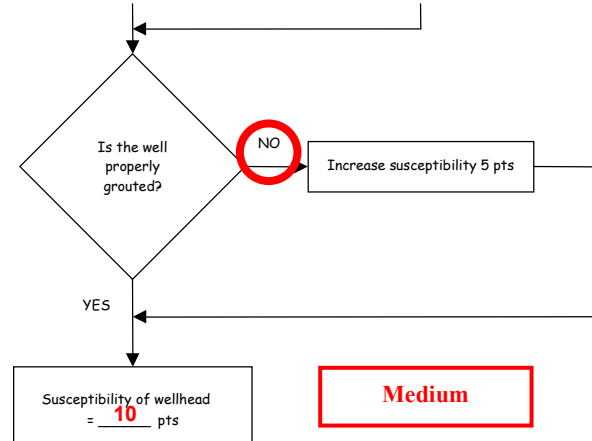 NO
Is the well
properly
grouted?
Increase susceptibility 5 pts
YES
Susceptibility of wellhead
= 10 pts
Medium